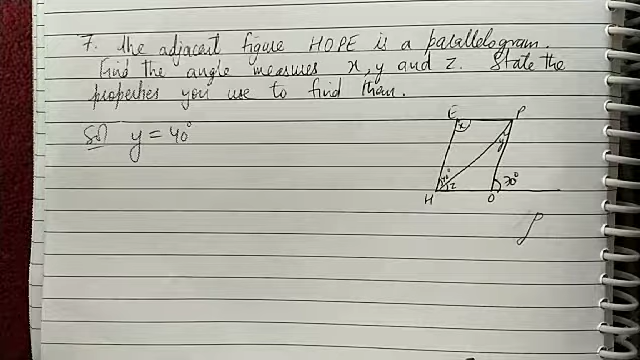 7. The adjacent figure HOPE is a parallelogram.
Find the angle measures x, y and z. State the
properties you use to find them.
Sol y = 40°
E P
x y
40° z 70°
H O